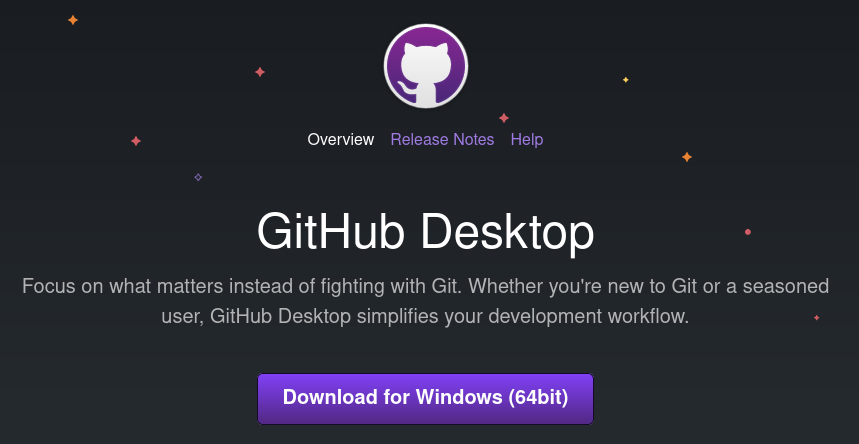 Overview Release Notes Help
GitHub Desktop
Focus on what matters instead of fighting with Git. Whether you're new to Git or a seasoned
user, GitHub Desktop simplifies your development workflow.
Download for Windows (64bit)